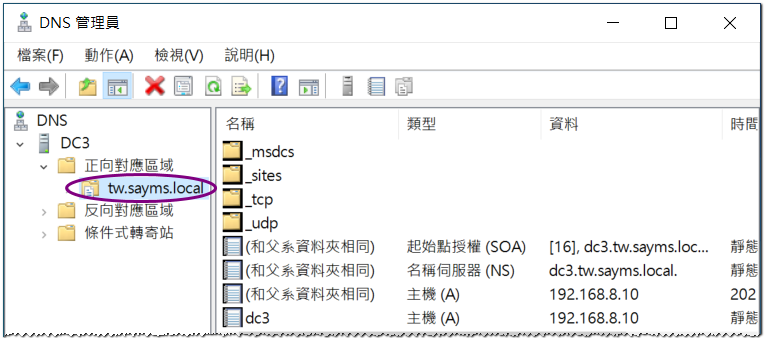 DNS 管理員
檔案(F) 動作(A) 檢視(V) 說明(H)
DNS
DC3
正向對應區域
tw.sayms.local
反向對應區域
條件式轉寄站
名稱 類型 資料 時間
_msdcs
_sites
_tcp
_udp
(和父系資料夾相同) 起始點授權 (SOA) [16], dc3.tw.sayms.loc... 靜態
(和父系資料夾相同) 名稱伺服器 (NS) dc3.tw.sayms.local. 靜態
(和父系資料夾相同) 主機 (A) 192.168.8.10 202
dc3 主機 (A) 192.168.8.10 靜態